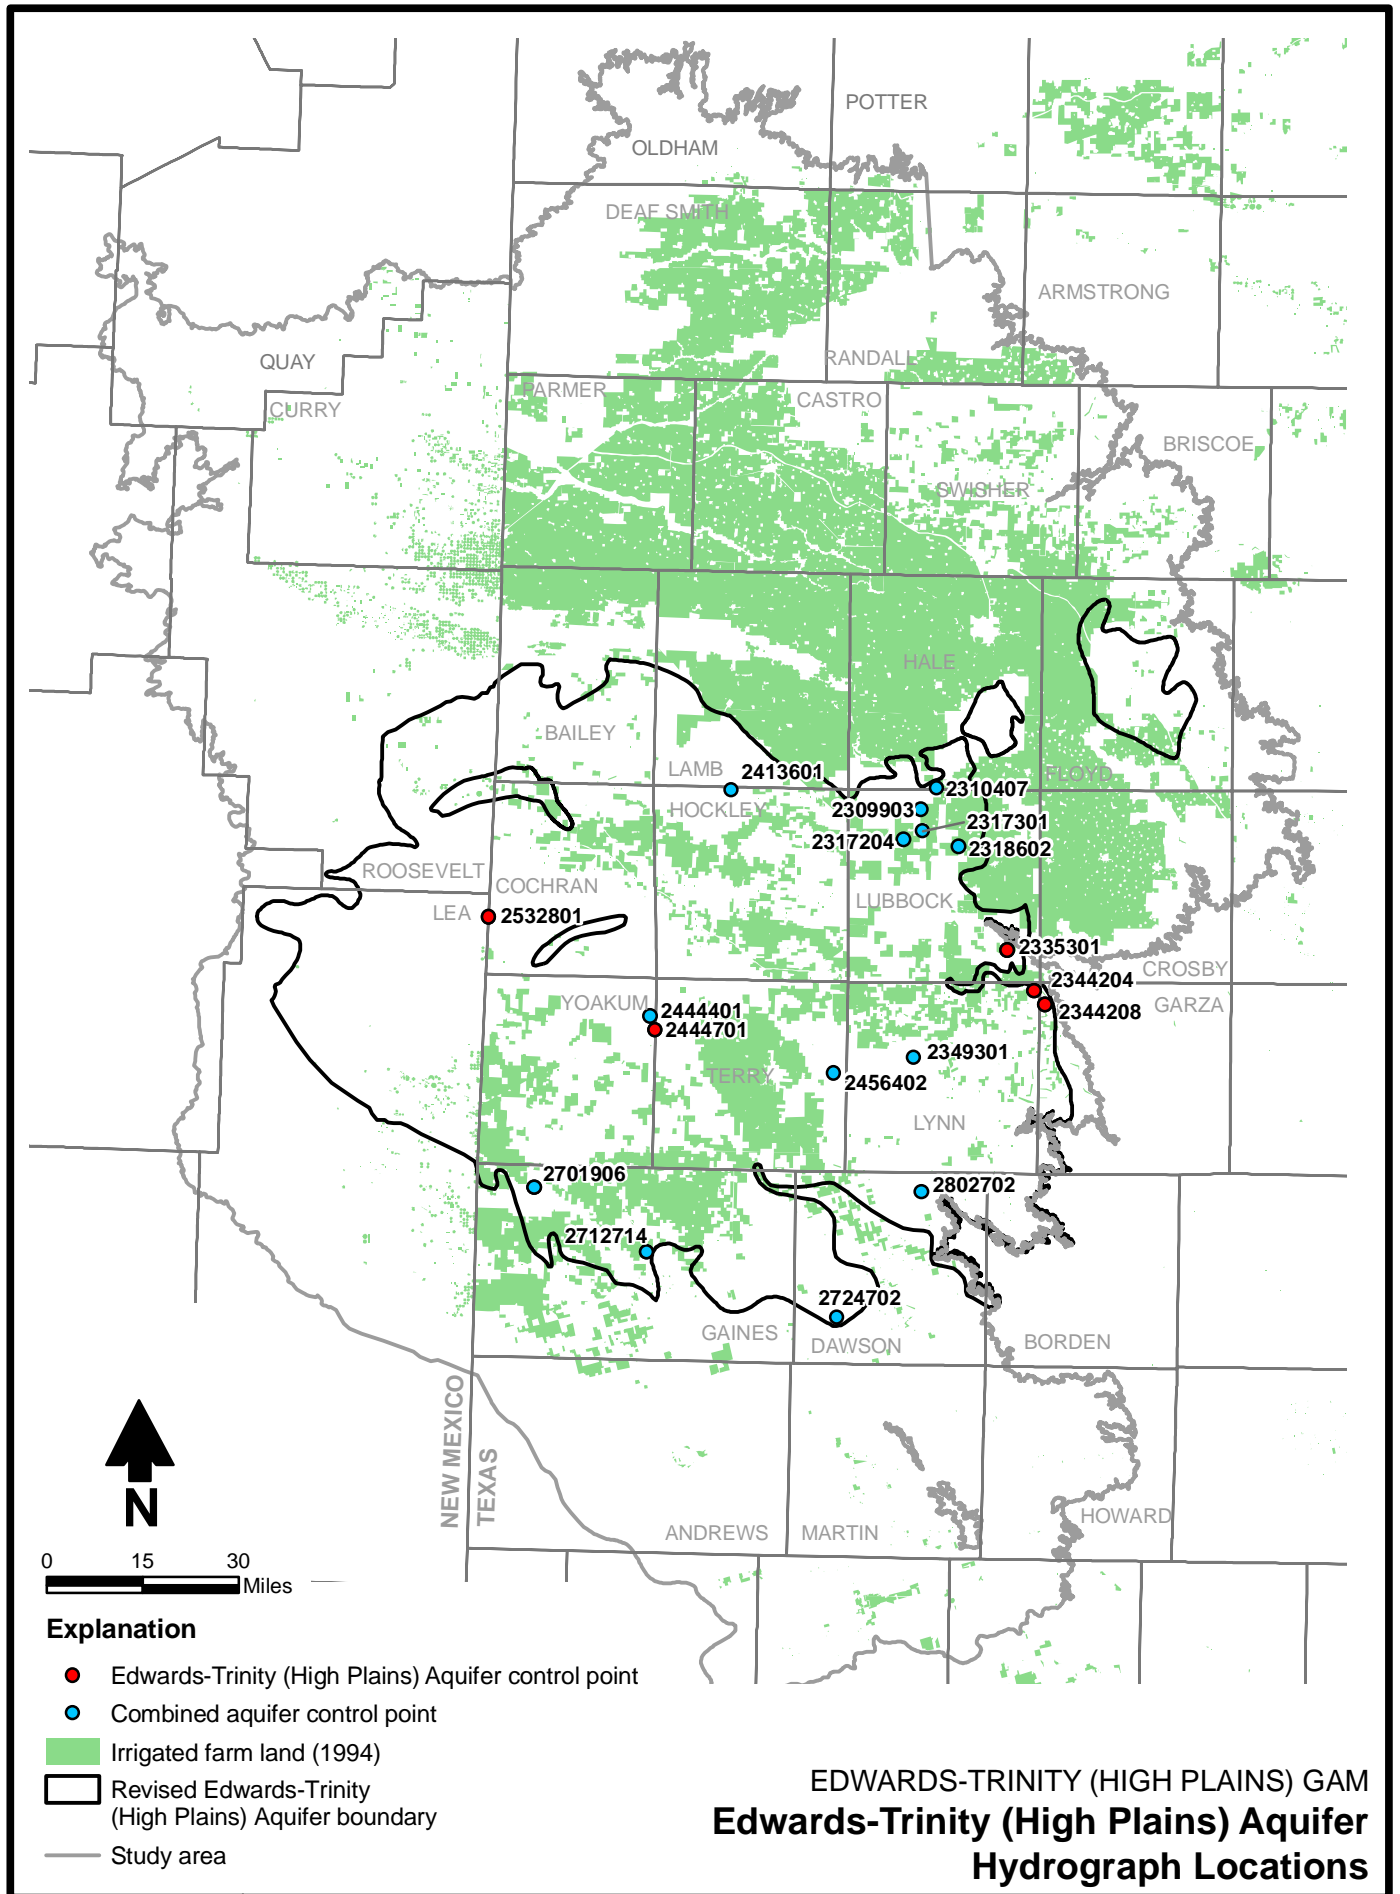 POTTER
OLDHAM
DEAF SMITH
ARMSTRONG
QUAY
RANDALL
PARMER
CASTRO
CURRY
BRISCOE
SWISHER
HALE
BAILEY
LAMB
2413601
FLOYD
2310407
HOCKLEY
2309903
2317301
2317204
2318602
ROOSEVELT
COCHRAN
LUBBOCK
LEA
2532801
2335301
CROSBY
2344204
YOAKUM
2444401
2344208
GARZA
2444701
2349301
TERRY
2456402
LYNN
2701906
2802702
2712714
2724702
GAINES
DAWSON
BORDEN
NEW MEXICO
TEXAS
N
ANDREWS
MARTIN
HOWARD
0 15 30
Miles
Explanation
Edwards-Trinity (High Plains) Aquifer control point
Combined aquifer control point
Irrigated farm land (1994)
Revised Edwards-Trinity
(High Plains) Aquifer boundary
Study area
EDWARDS-TRINITY (HIGH PLAINS) GAM
Edwards-Trinity (High Plains) Aquifer
Hydrograph Locations